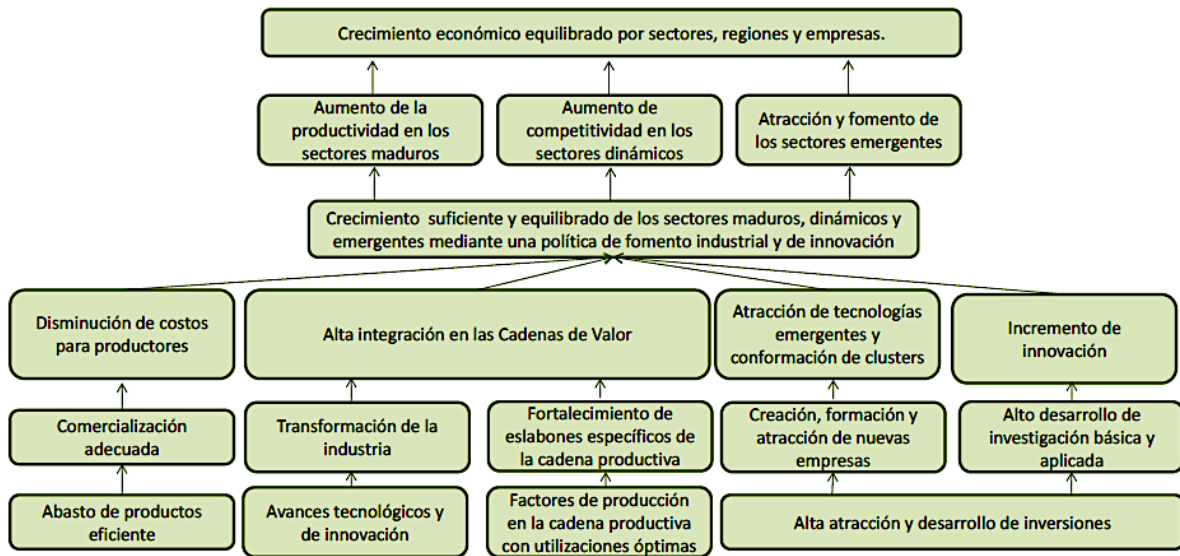 Crecimiento económico equilibrado por sectores, regiones y empresas.
Aumento de la
productividad en los
sectores maduros
Aumento de
competitividad en los
sectores dinámicos
Atracción y fomento de
los sectores emergentes
Crecimiento suficiente y equilibrado de los sectores maduros, dinámicos y
emergentes mediante una política de fomento industrial y de innovación
Disminución de costos
para productores
Alta integración en las Cadenas de Valor
Atracción de tecnologías
emergentes y
conformación de clusters
Incremento de
innovación
Comercialización
adecuada
Transformación de la
industria
Fortalecimiento de
eslabones específicos de
la cadena productiva
Creación, formación y
atracción de nuevas
empresas
Alto desarrollo de
investigación básica y
aplicada
Abasto de productos
eficiente
Avances tecnológicos y
de innovación
Factores de producción
en la cadena productiva
con utilizaciones óptimas
Alta atracción y desarrollo de inversiones